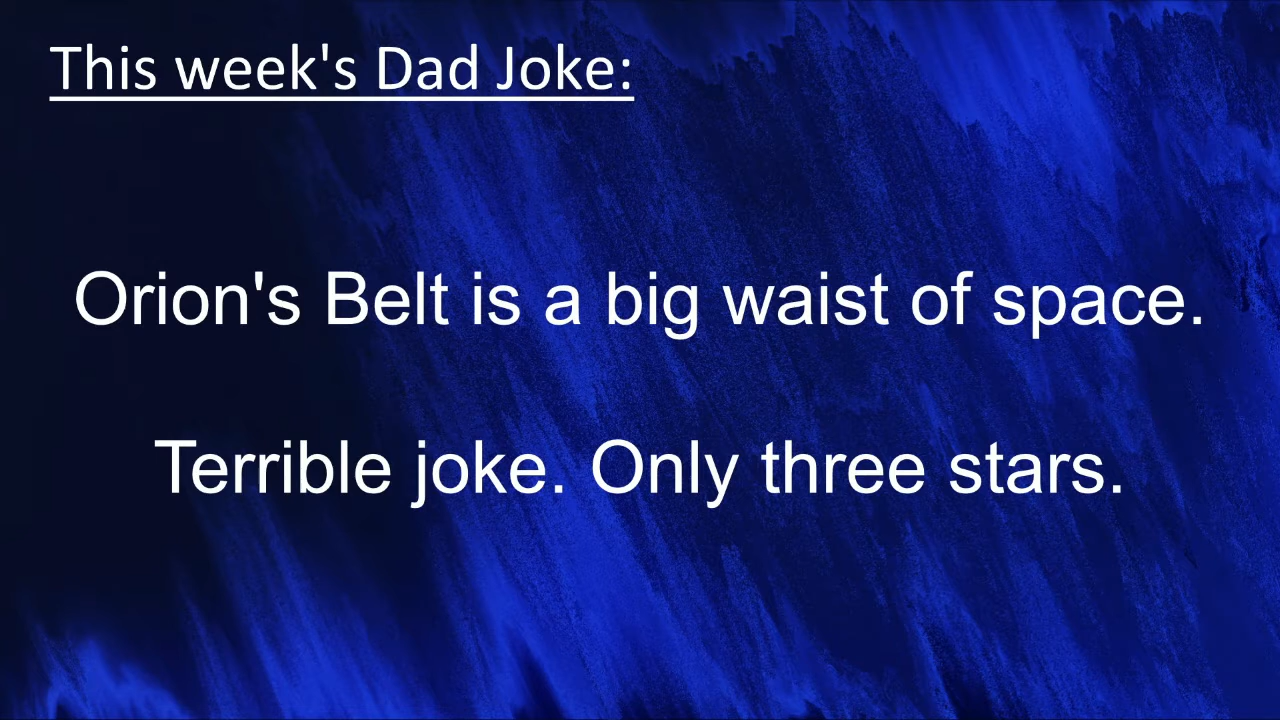 This week's Dad Joke:
Orion's Belt is a big waist of space.
Terrible joke. Only three stars.